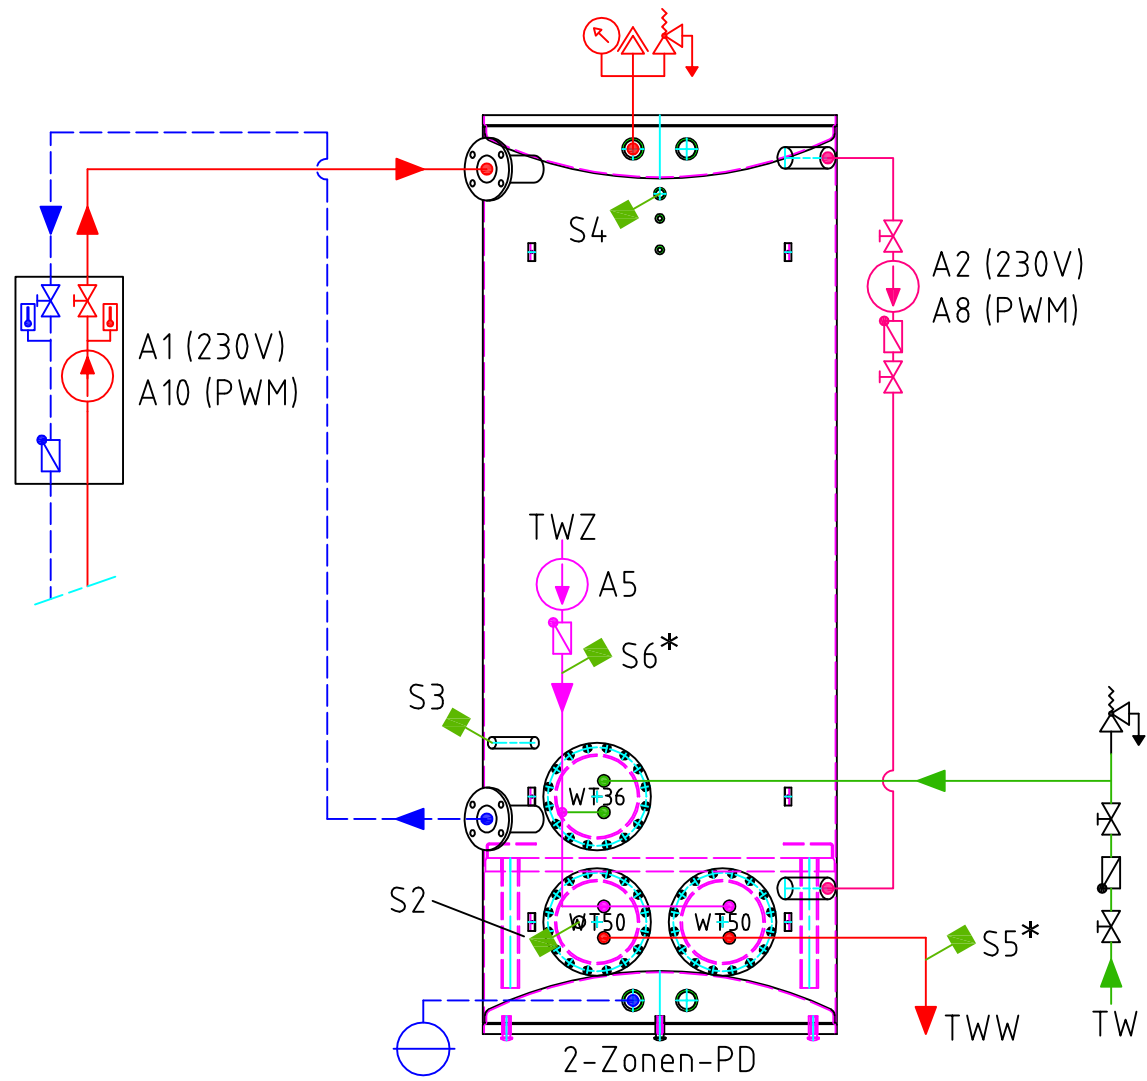 S4
A2 (230V)
A8 (PWM)
A1 (230V)
A10 (PWM)
TWZ
A5
S6*
S3
WT36
S2
WT50
WT50
S5*
TWW
TW
2-Zonen-PD